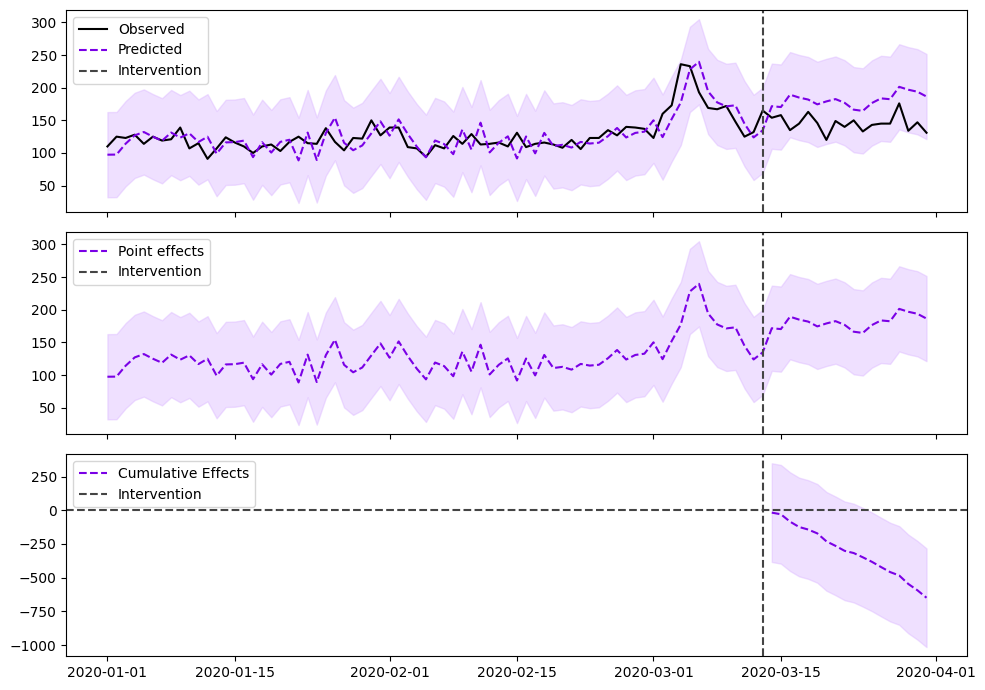 300
250
200
150
100
50
Observed
Predicted
Intervention
300
250
200
150
100
50
Point effects
Intervention
250
0
−250
−500
−750
−1000
Cumulative Effects
Intervention
2020-01-01 2020-01-15 2020-02-01 2020-02-15 2020-03-01 2020-03-15 2020-04-01